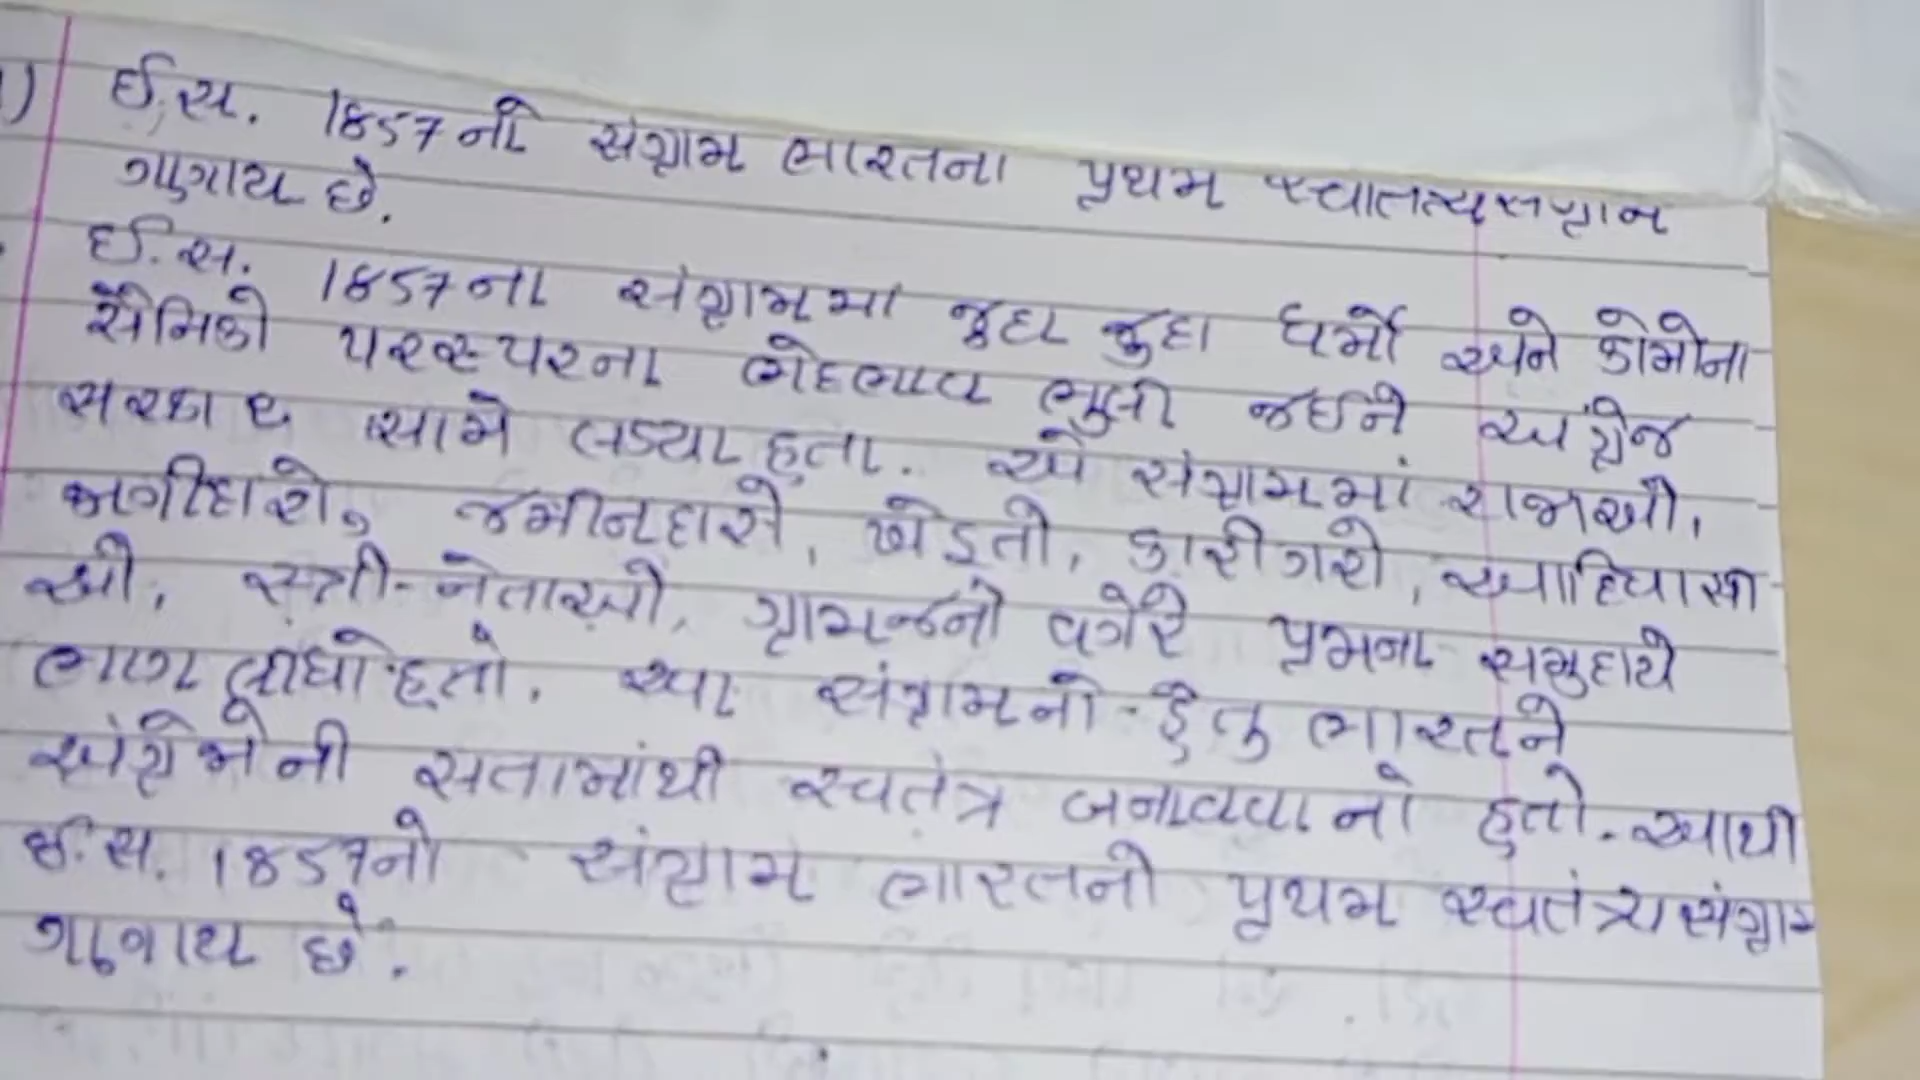 1) ઈ.સ. 1857નો સંગ્રામ ભારતના પ્રથમ સ્વાતત્ર્યસગ્રામ
ગણાય છે.
ઈ.સ. 1857ના સંગ્રામમાં જુદા જુદા ધર્મો અને કોમોના
સૈનિકો પરસ્પરના ભેદભાવ ભુલી જઈને અંગ્રેજ
સરકાર સામે લડ્યા હતા. એ સંગ્રામમાં રાજાઓ,
જાગીદારો, જમીનદારો, ખેડુતો, કારીગરો, આદિવાસી
ઓ, સ્ત્રી-નેતાઓ, ગ્રામજનો વગેરે પ્રજાના સમુદાયે
ભાગ લીધો હતો. આ સંગ્રામનો હેતુ ભારતને
અંગ્રેજોની સતામાંથી સ્વતંત્ર બનાવવાનો હતો. આથી
ઈ.સ. 1857નો સંગ્રામ ભારતનો પ્રથમ સ્વતંત્ર્યસંગ્રામ
ગણાય છે.